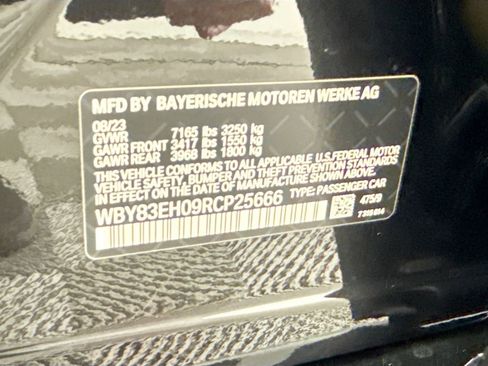 MFD BY BAYERISCHE MOTOREN WERKE AG
08/23
GVWR 7165 lbs 3250 kg
GAWR FRONT 3417 lbs 1550 kg
GAWR REAR 3968 lbs 1800 kg
THIS VEHICLE CONFORMS TO ALL APPLICABLE U.S.FEDERAL MOTOR
VEHICLE SAFETY, BUMPER AND THEFT PREVENTION STANDARDS
IN EFFECT ON THE DATE OF MANUFACTURE SHOWN ABOVE.
WBY83EH09RCP25666 TYPE: PASSENGER CAR
475/9